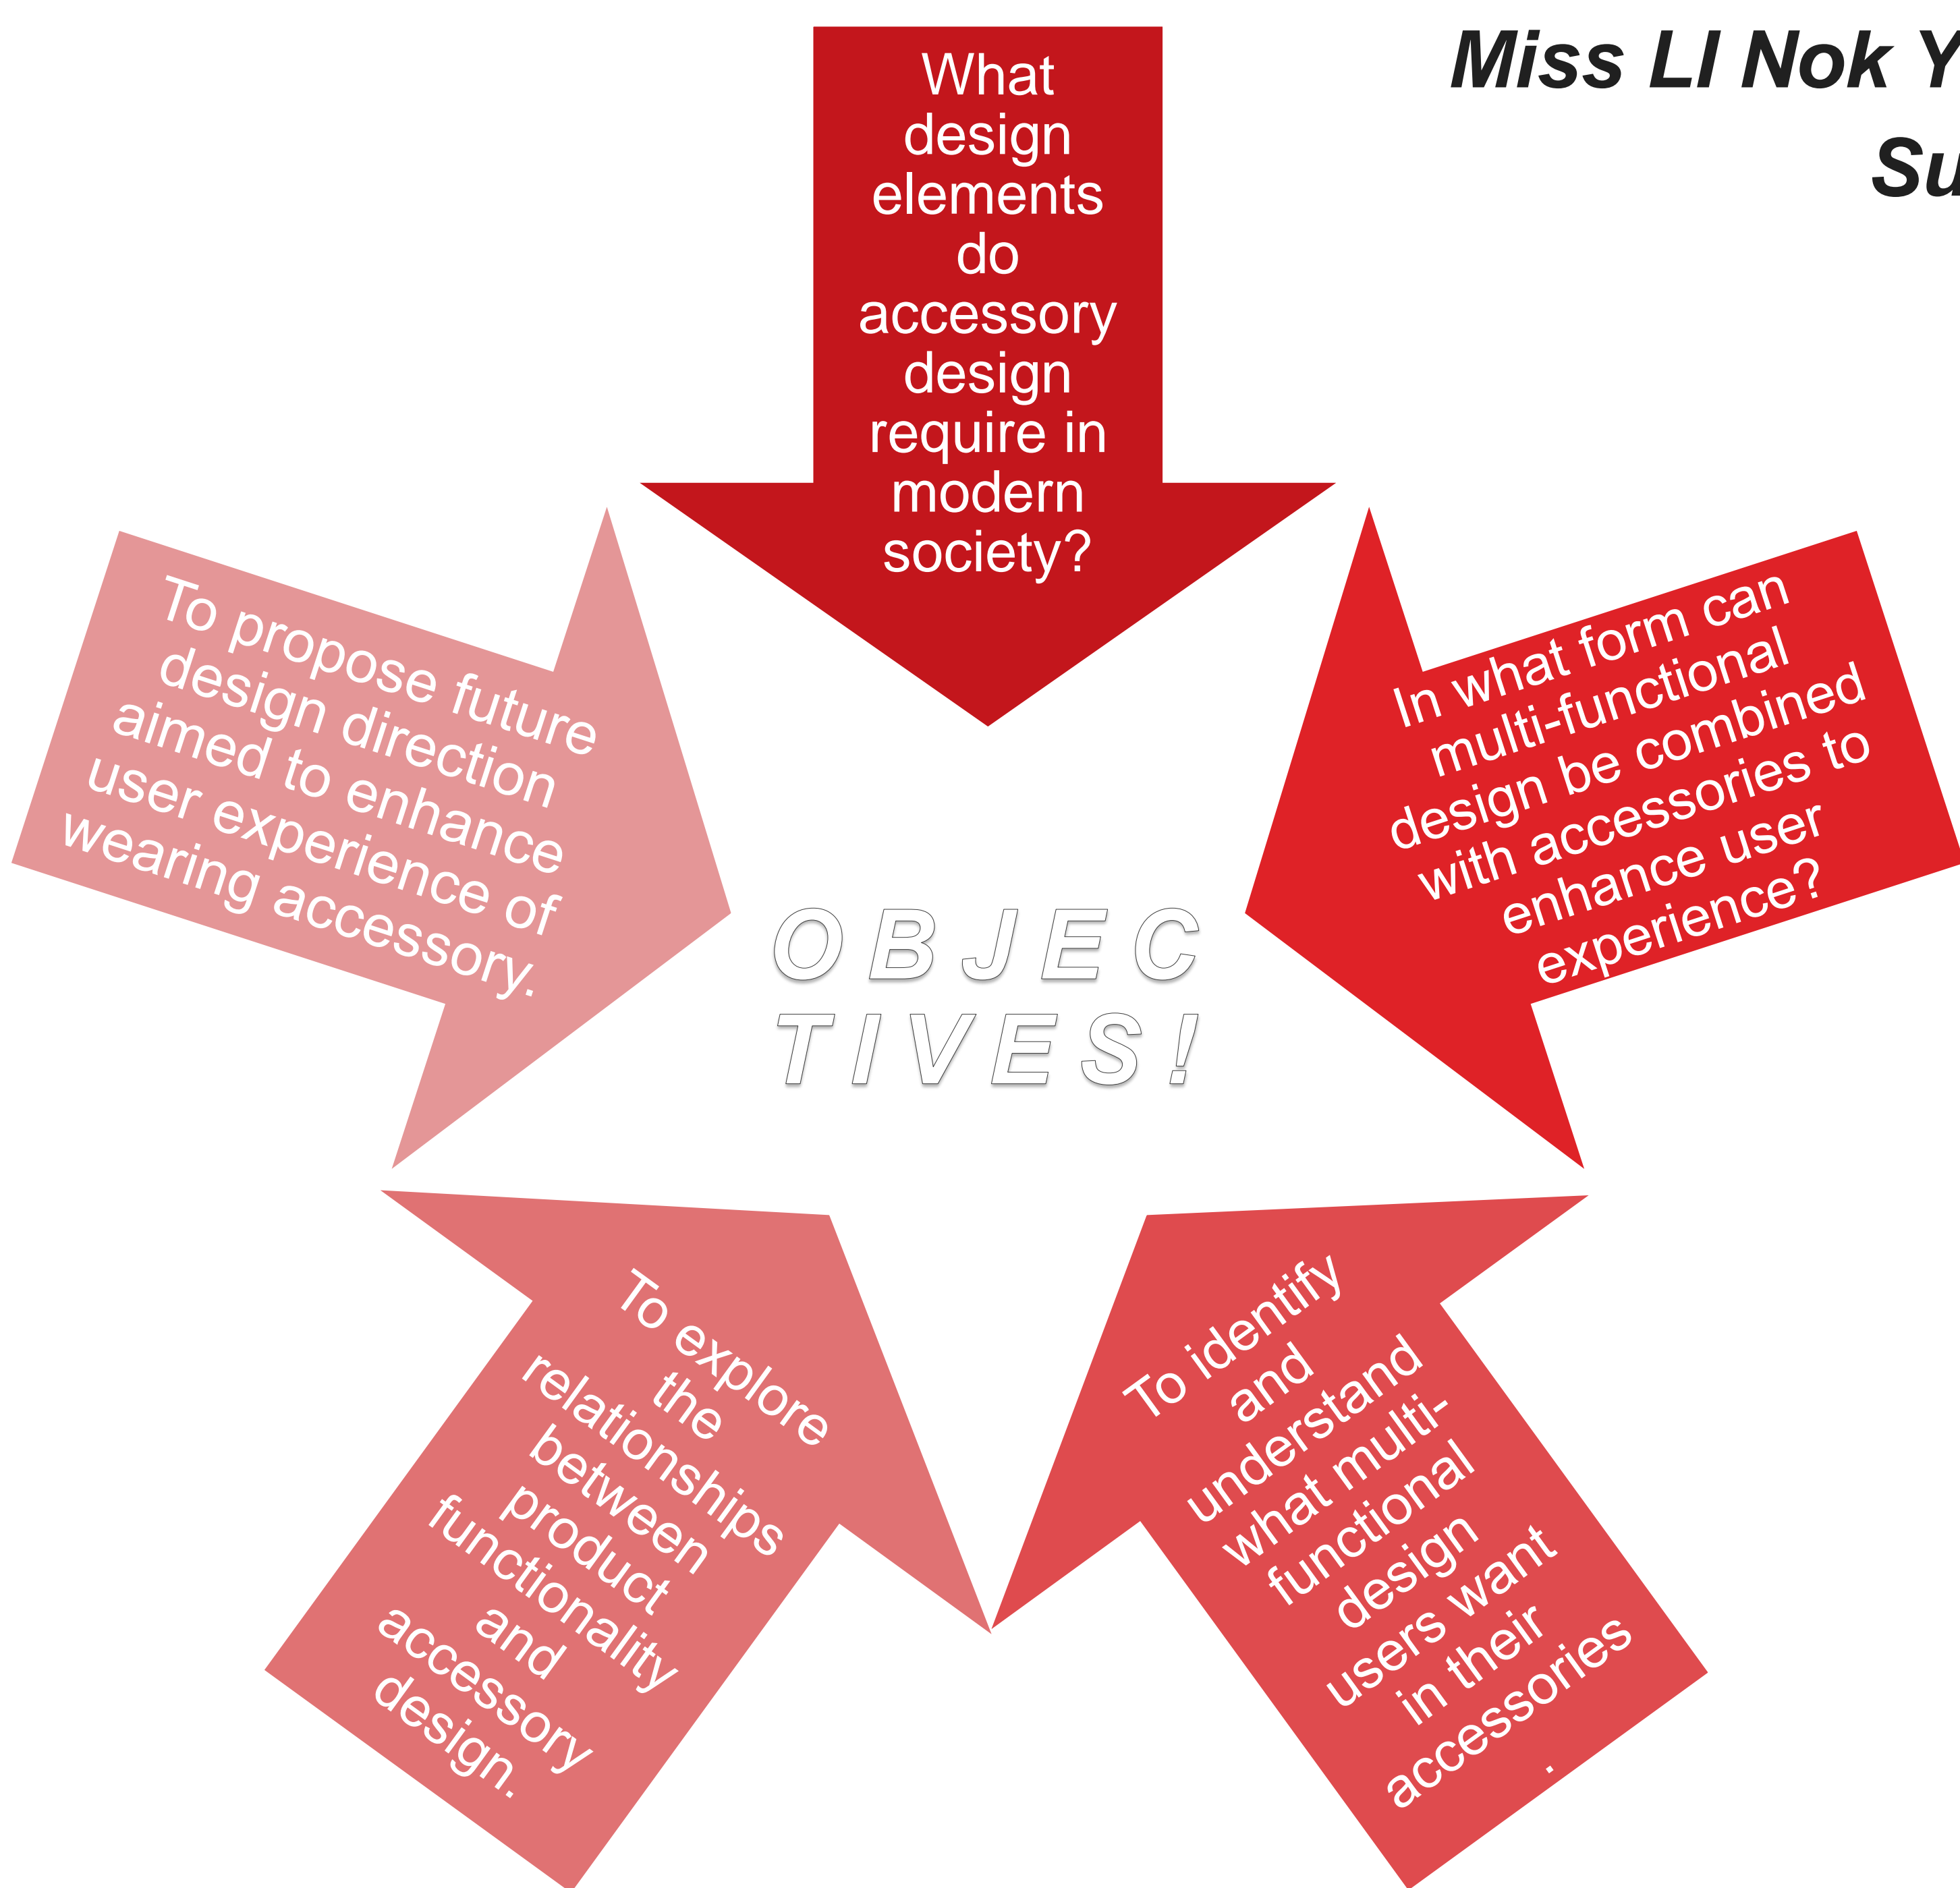 Miss LI Nok Y
Su
What
design
elements
do
accessory
design
require in
modern
society?
In what form can
multi-functional
design be combined
with accessories to
enhance user
experience?
To identify
and
understand
what multi-
functional
design
users want
in their
accessories
.
To explore
the
relationships
between
product
functionality
and
accessory
design.
To propose future
design direction
aimed to enhance
user experience of
wearing accessory.
OBJEC
TIVES!